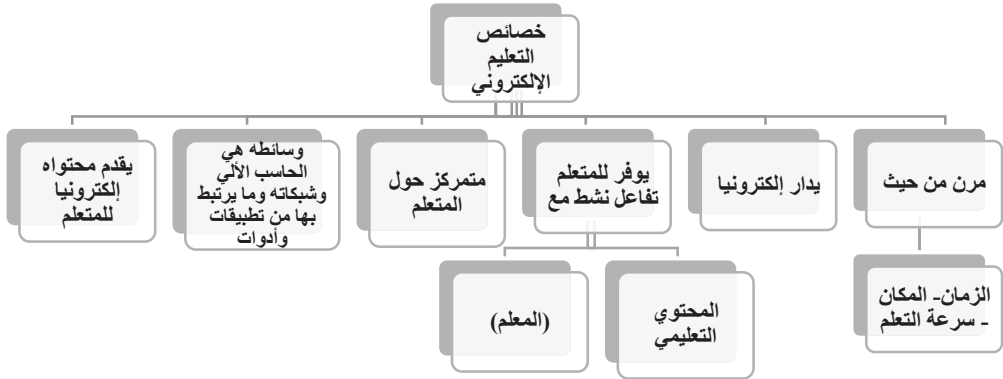 خصائص
التعليم
الإلكتروني
مرن من حيث
يدار إلكترونيا
يوفر للمتعلم
تفاعل نشط مع
متمركز حول
المتعلم
وسائطه هي
الحاسب الألي
وشبكاته وما يرتبط
بها من تطبيقات
وأدوات
يقدم محتواه
إلكترونيا
للمتعلم
الزمان- المكان
- سرعة التعلم
المحتوي
التعليمي
(المعلم)